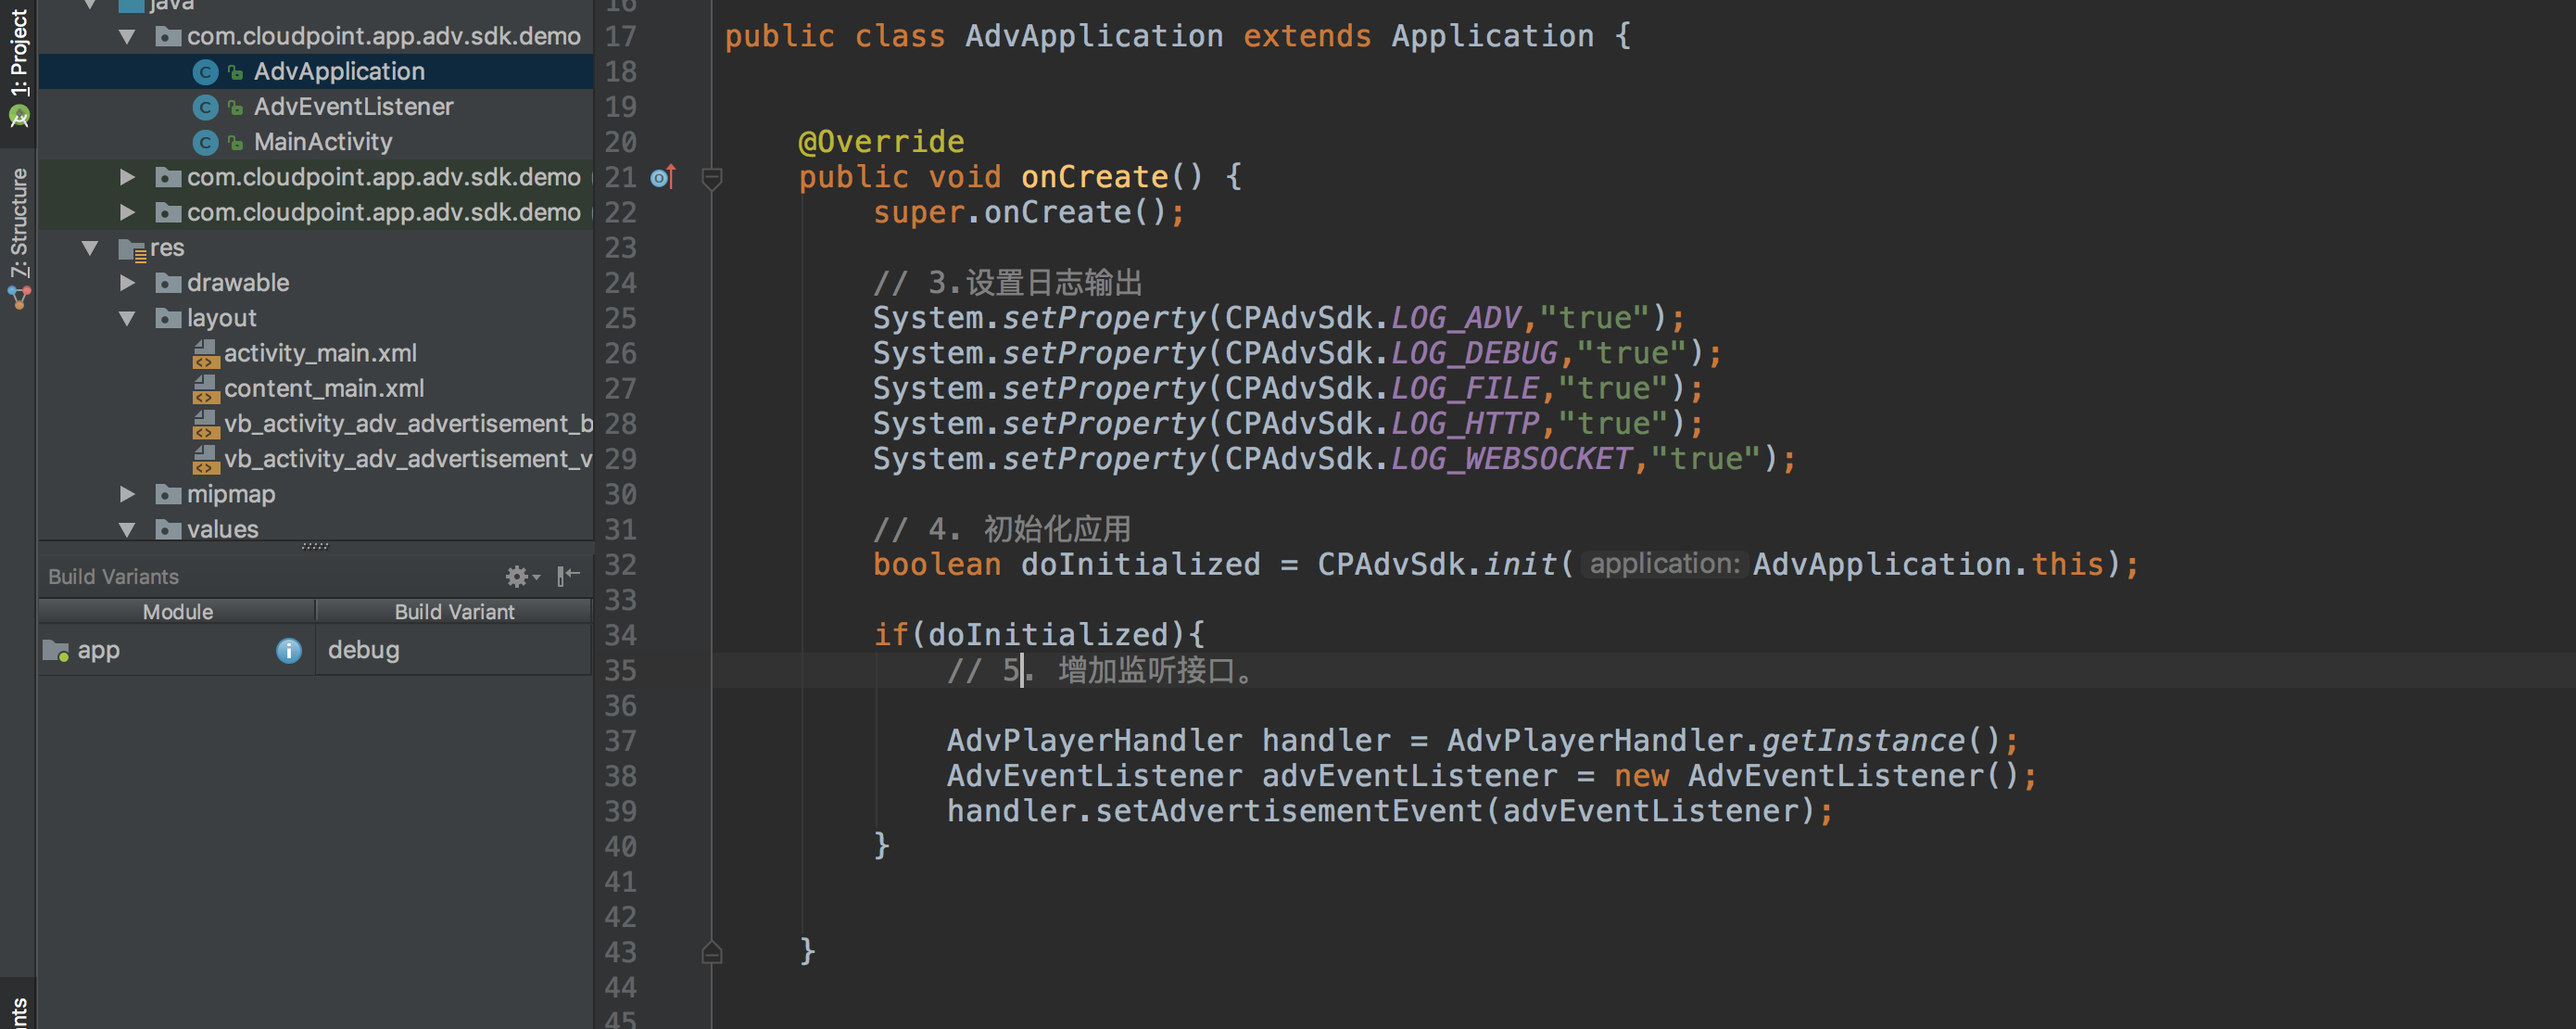 1: Project
Z: Structure
java
com.cloudpoint.app.adv.sdk.demo
AdvApplication
AdvEventListener
MainActivity
com.cloudpoint.app.adv.sdk.demo (
com.cloudpoint.app.adv.sdk.demo (
res
drawable
layout
activity_main.xml
content_main.xml
vb_activity_adv_advertisement_b
vb_activity_adv_advertisement_v
mipmap
values
Build Variants
Module Build Variant
app debug
16
17 public class AdvApplication extends Application {
18
19
20 @Override
21 public void onCreate() {
22 super.onCreate();
23
24 // 3.设置日志输出
25 System.setProperty(CPAdvSdk.LOG_ADV,"true");
26 System.setProperty(CPAdvSdk.LOG_DEBUG,"true");
27 System.setProperty(CPAdvSdk.LOG_FILE,"true");
28 System.setProperty(CPAdvSdk.LOG_HTTP,"true");
29 System.setProperty(CPAdvSdk.LOG_WEBSOCKET,"true");
30
31 // 4. 初始化应用
32 boolean doInitialized = CPAdvSdk.init( application: AdvApplication.this);
33
34 if(doInitialized){
35 // 5. 增加监听接口。
36
37 AdvPlayerHandler handler = AdvPlayerHandler.getInstance();
38 AdvEventListener advEventListener = new AdvEventListener();
39 handler.setAdvertisementEvent(advEventListener);
40 }
41
42
43 }
44
45